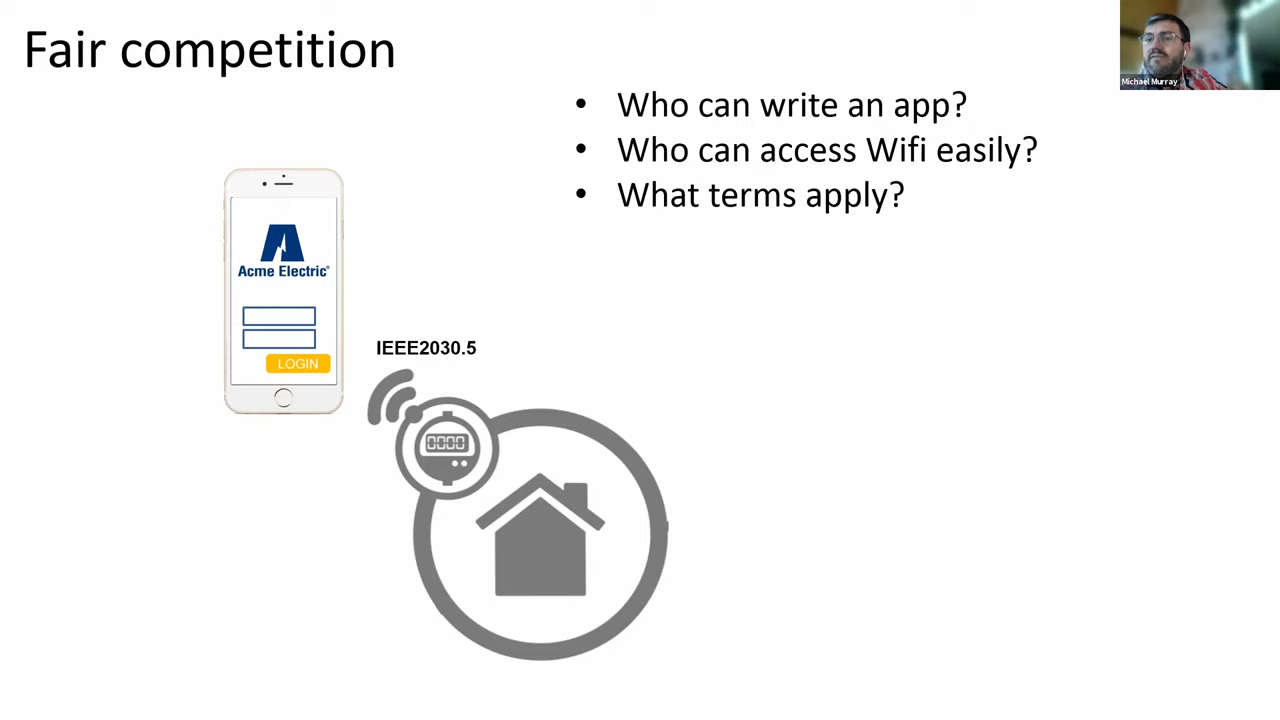 Fair competition
Michael Murray
• Who can write an app?
• Who can access Wifi easily?
• What terms apply?
Acme Electric®
LOGIN
IEEE2030.5
0000